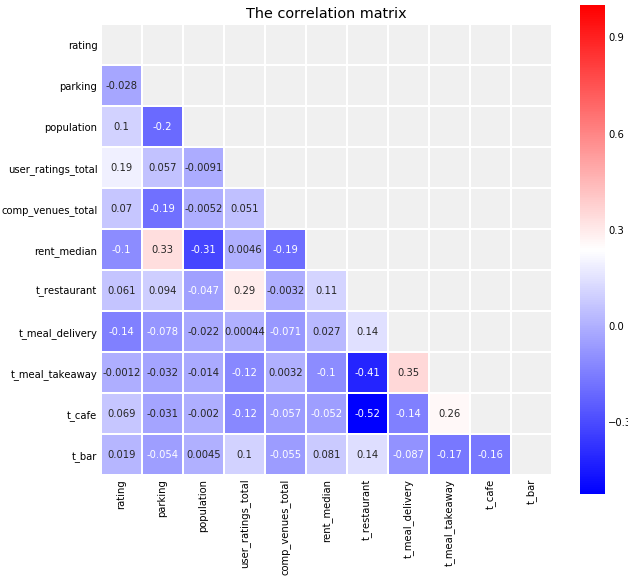 The correlation matrix
rating
parking -0.028
population 0.1 -0.2
user_ratings_total 0.19 0.057 -0.0091
comp_venues_total 0.07 -0.19 -0.0052 0.051
rent_median -0.1 0.33 -0.31 0.0046 -0.19
t_restaurant 0.061 0.094 -0.047 0.29 -0.0032 0.11
t_meal_delivery -0.14 -0.078 -0.022 0.00044 -0.071 0.027 0.14
t_meal_takeaway -0.0012 -0.032 -0.014 -0.12 0.0032 -0.1 -0.41 0.35
t_cafe 0.069 -0.031 -0.002 -0.12 -0.057 -0.052 -0.52 -0.14 0.26
t_bar 0.019 -0.054 0.0045 0.1 -0.055 0.081 0.14 -0.087 -0.17 -0.16
rating parking population user_ratings_total comp_venues_total rent_median t_restaurant t_meal_delivery t_meal_takeaway t_cafe t_bar
0.9
0.3
0.0